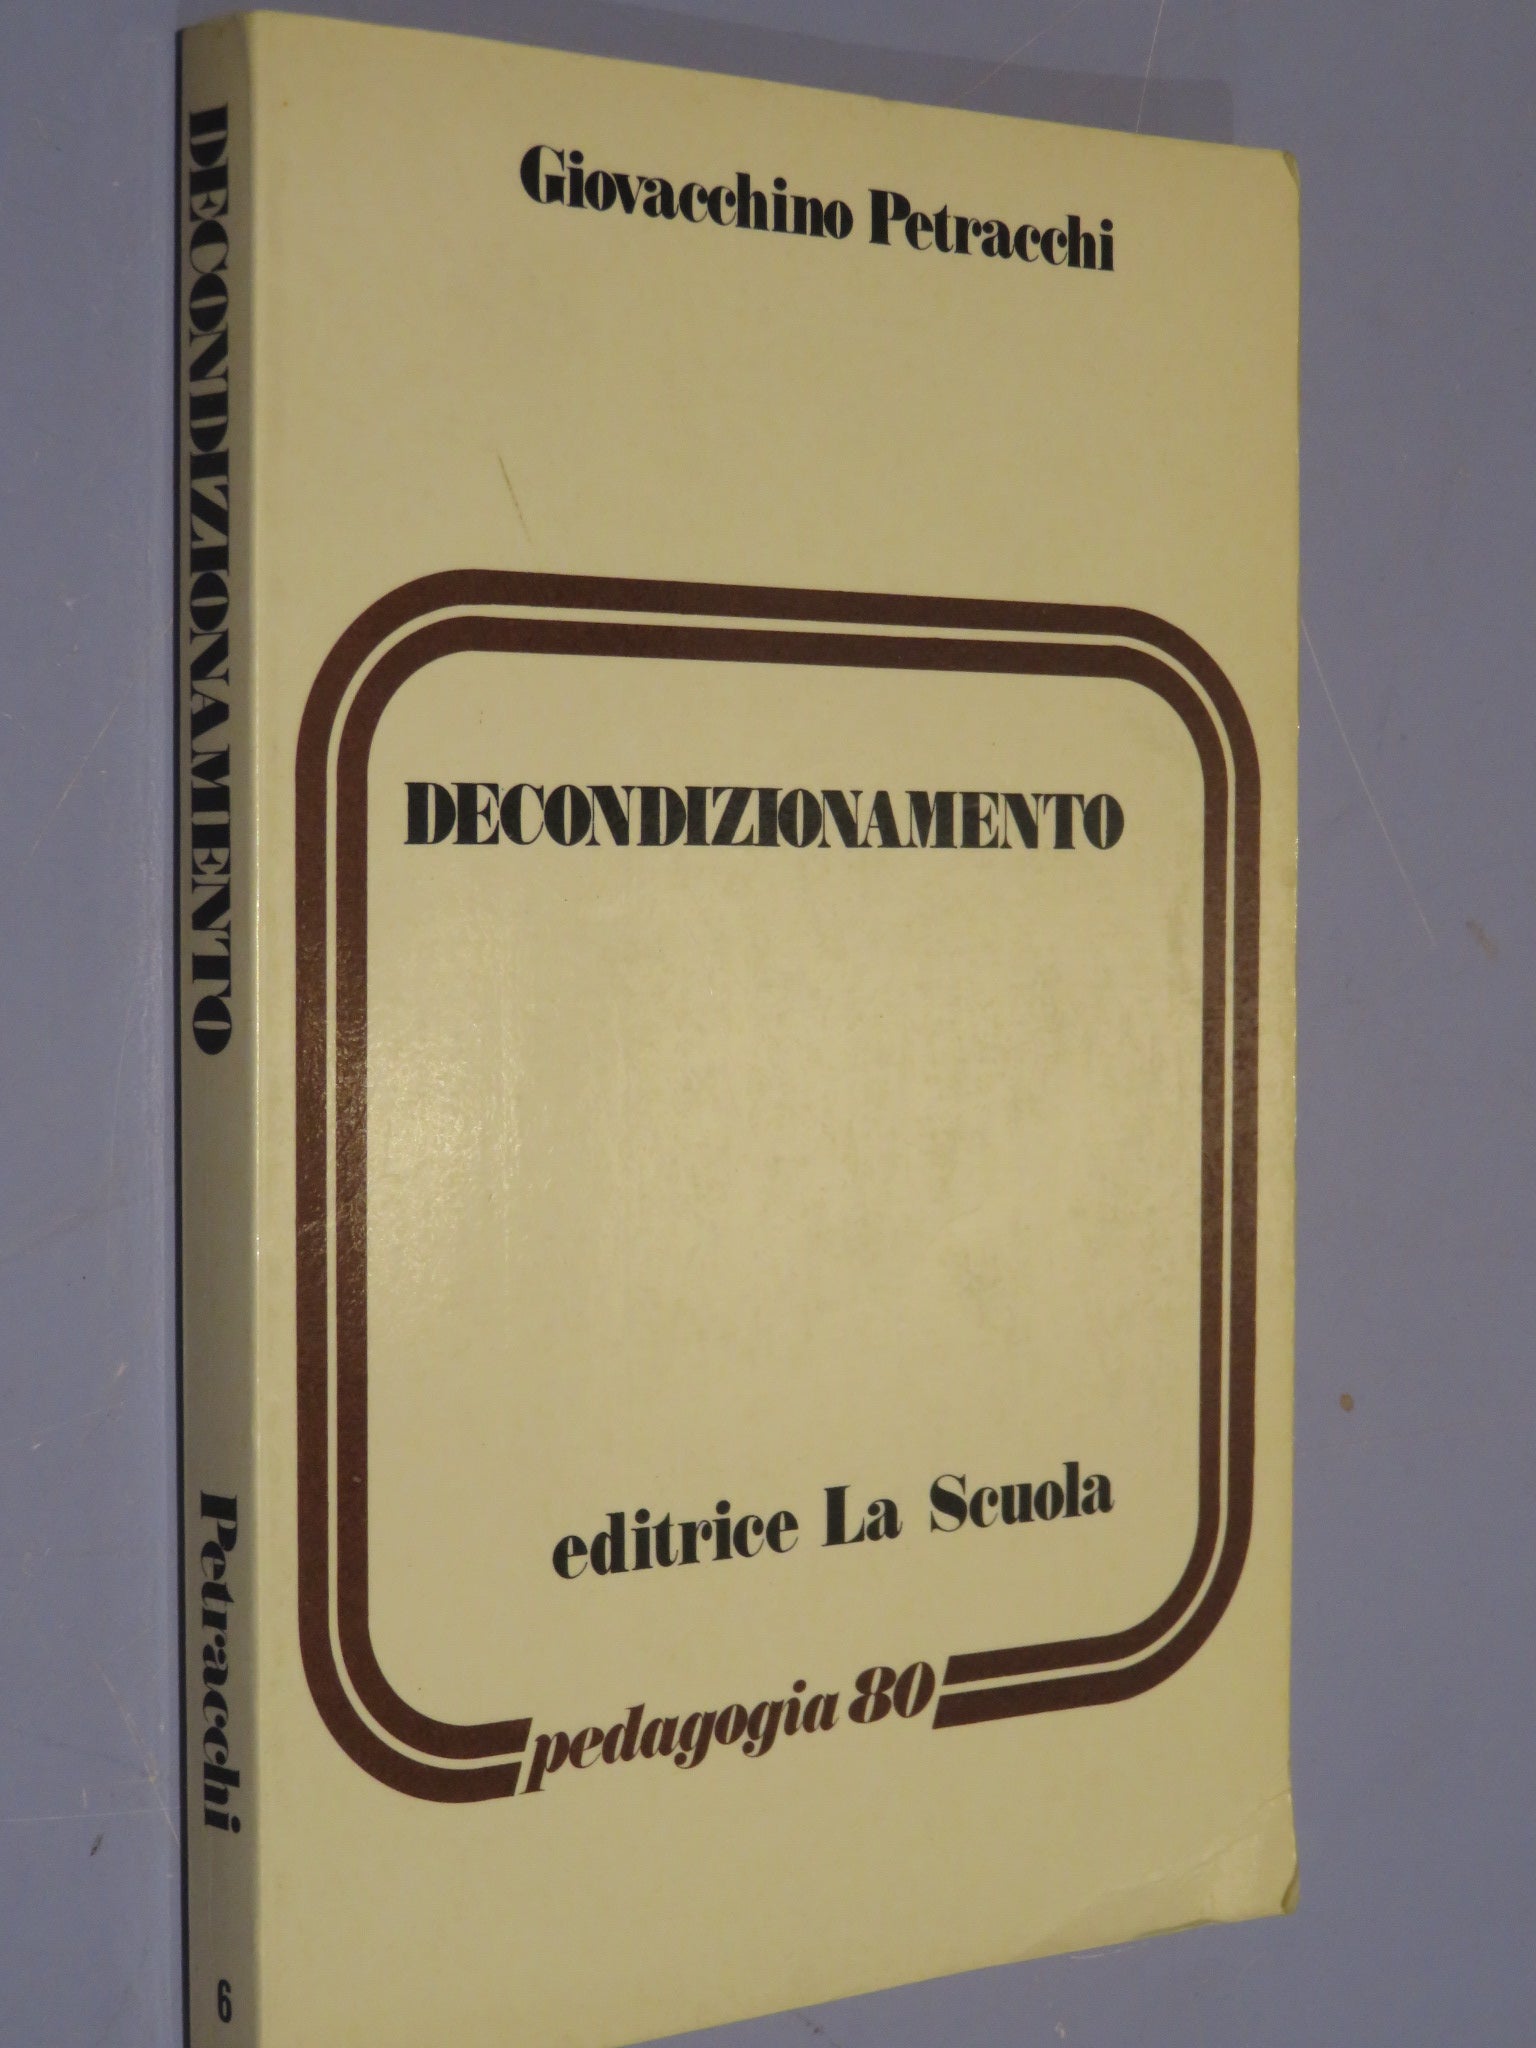 Giovacchino Petracchi
DECONDIZIONAMENTO
editrice La Scuola
pedagogia 80
DECONDIZIONAMENTO
Petracchi
6